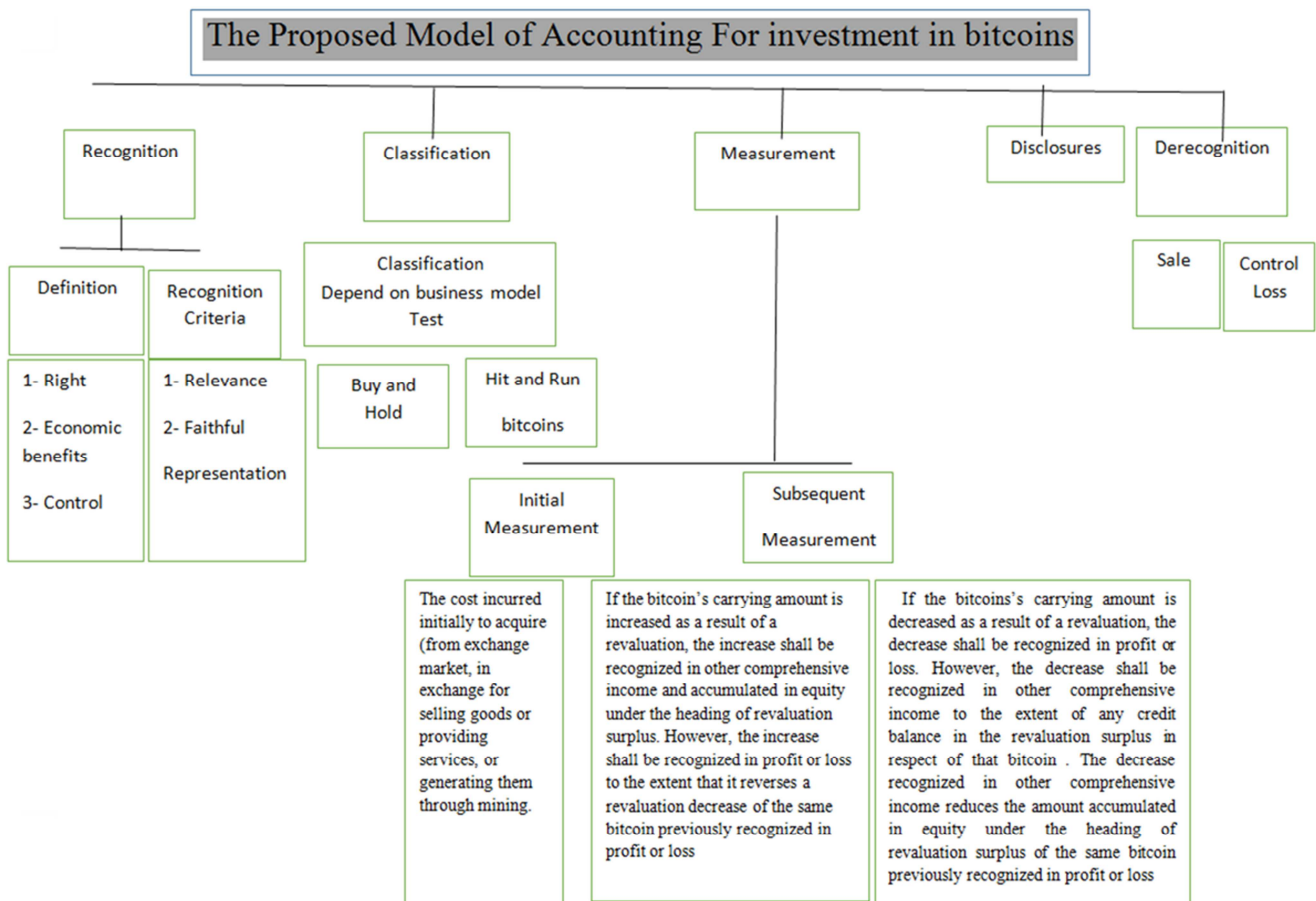 The Proposed Model of Accounting For investment in bitcoins
Recognition
Classification
Measurement
Disclosures
Derecognition
Definition
Recognition
Criteria
1- Right
2- Economic
benefits
3- Control
1- Relevance
2- Faithful
Representation
Classification
Depend on business model
Test
Buy and
Hold
Hit and Run
bitcoins
Initial
Measurement
Subsequent
Measurement
The cost incurred
initially to acquire
(from exchange
market, in
exchange for
selling goods or
providing
services, or
generating them
through mining.
If the bitcoin’s carrying amount is
increased as a result of a
revaluation, the increase shall be
recognized in other comprehensive
income and accumulated in equity
under the heading of revaluation
surplus. However, the increase
shall be recognized in profit or loss
to the extent that it reverses a
revaluation decrease of the same
bitcoin previously recognized in
profit or loss
If the bitcoins’s carrying amount is
decreased as a result of a revaluation, the
decrease shall be recognized in profit or
loss. However, the decrease shall be
recognized in other comprehensive
income to the extent of any credit
balance in the revaluation surplus in
respect of that bitcoin . The decrease
recognized in other comprehensive
income reduces the amount accumulated
in equity under the heading of
revaluation surplus of the same bitcoin
previously recognized in profit or loss
Sale
Control
Loss